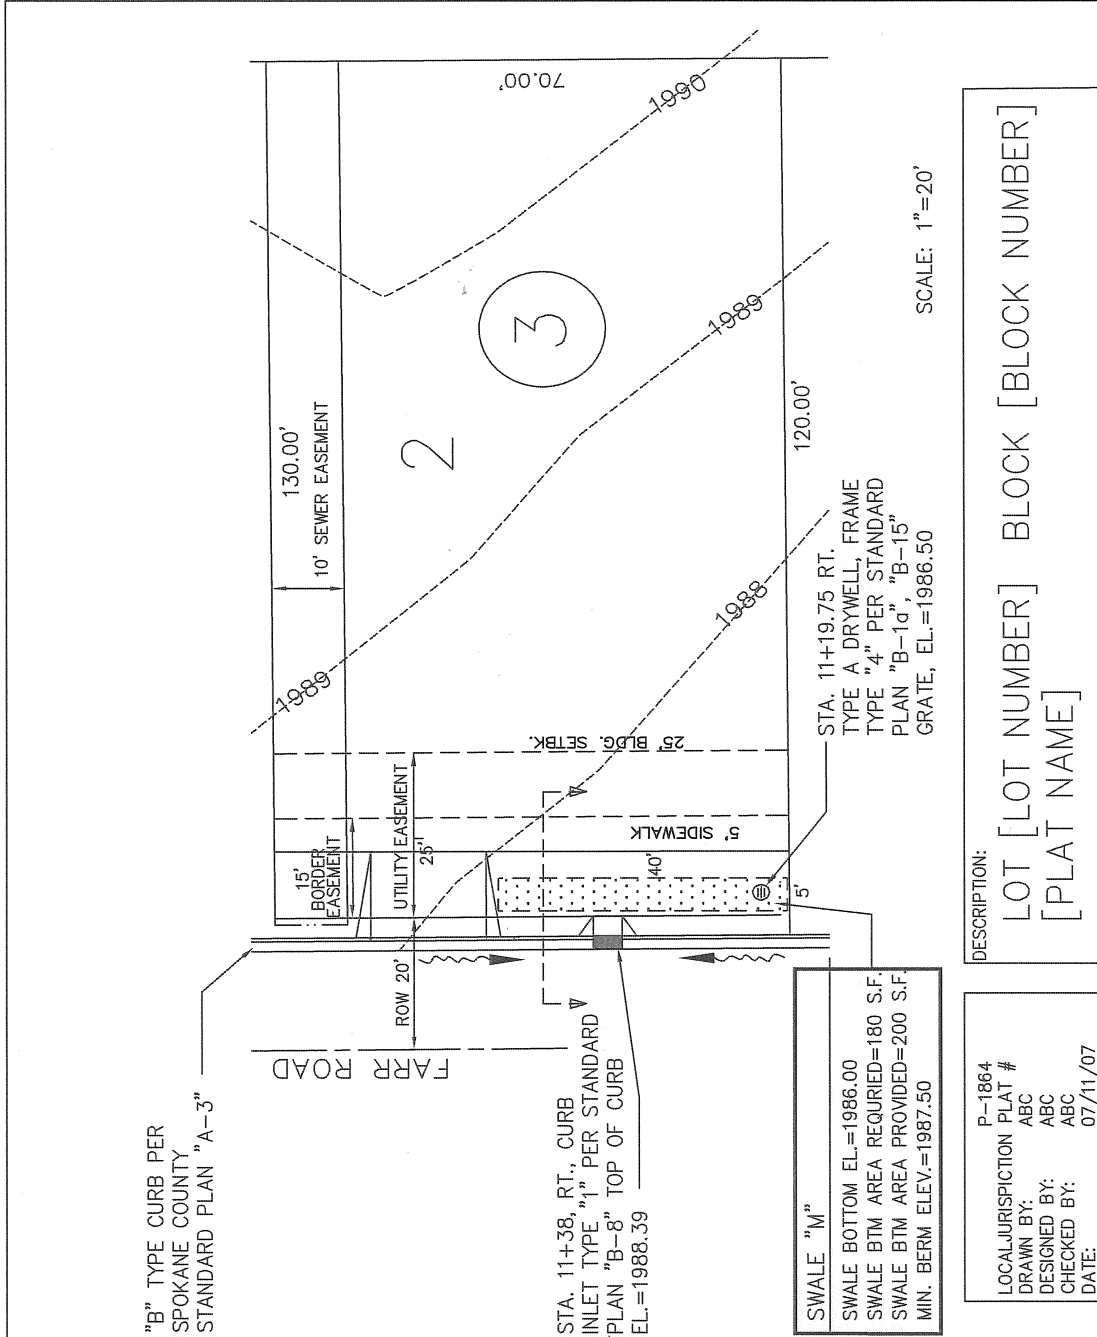 "B" TYPE CURB PER
SPOKANE COUNTY
STANDARD PLAN "A-3"
130.00'
10' SEWER EASEMENT
70.00'
1990
1989
1989
1988
2
3
120.00'
25' BLDG. SETBK.
5' SIDEWALK
15'
BORDER
EASEMENT
UTILITY EASEMENT
25'
40'
5'
ROW 20'
FARR ROAD
STA. 11+38, RT., CURB
INLET TYPE "1" PER STANDARD
PLAN "B-8" TOP OF CURB
EL.=1988.39
STA. 11+19.75 RT.
TYPE A DRYWELL, FRAME
TYPE "4" PER STANDARD
PLAN "B-1a", "B-15"
GRATE, EL.=1986.50
SCALE: 1"=20'
SWALE "M"
SWALE BOTTOM EL.=1986.00
SWALE BTM AREA REQURIED=180 S.F.
SWALE BTM AREA PROVIDED=200 S.F.
MIN. BERM ELEV.=1987.50
DESCRIPTION:
LOT [LOT NUMBER] BLOCK [BLOCK NUMBER]
[PLAT NAME]
P-1864
LOCALJURISPICTION PLAT #
DRAWN BY: ABC
DESIGNED BY: ABC
CHECKED BY: ABC
DATE: 07/11/07